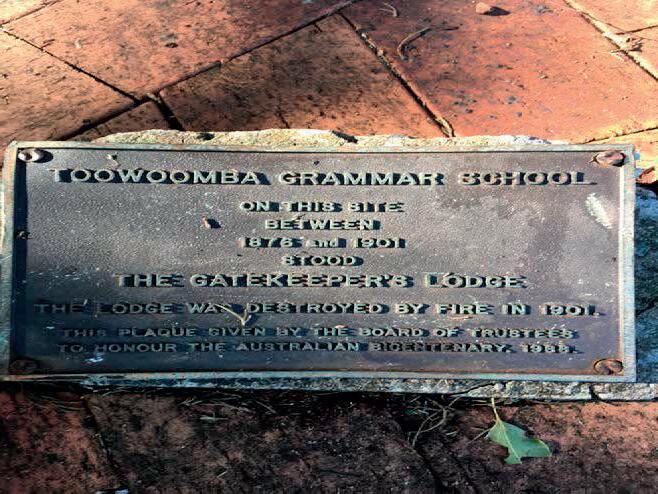 TOOWOOMBA GRAMMAR SCHOOL
ON THIS SITE
BETWEEN
1876 and 1901
STOOD
THE GATEKEEPER'S LODGE
THE LODGE WAS DESTROYED BY FIRE IN 1901.
THIS PLAQUE GIVEN BY THE BOARD OF TRUSTEES
TO HONOUR THE AUSTRALIAN BICENTENARY, 1988.